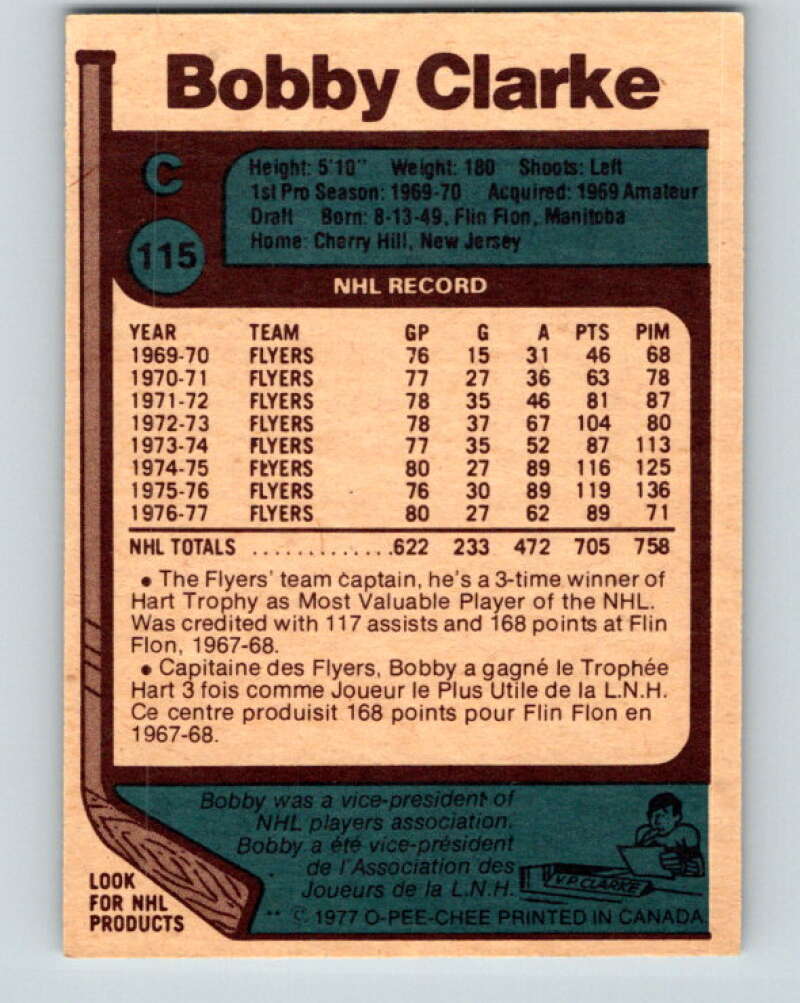 Bobby Clarke
C
115
Height: 5'10" Weight: 180 Shoots: Left
1st Pro Season: 1969-70 Acquired: 1969 Amateur
Draft Born: 8-13-49, Flin Flon, Manitoba
Home: Cherry Hill, New Jersey
NHL RECORD
YEAR TEAM GP G A PTS PIM
1969-70 FLYERS 76 15 31 46 68
1970-71 FLYERS 77 27 36 63 78
1971-72 FLYERS 78 35 46 81 87
1972-73 FLYERS 78 37 67 104 80
1973-74 FLYERS 77 35 52 87 113
1974-75 FLYERS 80 27 89 116 125
1975-76 FLYERS 76 30 89 119 136
1976-77 FLYERS 80 27 62 89 71
NHL TOTALS .............622 233 472 705 758
• The Flyers' team captain, he's a 3-time winner of
Hart Trophy as Most Valuable Player of the NHL.
Was credited with 117 assists and 168 points at Flin
Flon, 1967-68.
• Capitaine des Flyers, Bobby a gagné le Trophée
Hart 3 fois comme Joueur le Plus Utile de la L.N.H.
Ce centre produisit 168 points pour Flin Flon en
1967-68.
Bobby was a vice-president of
NHL players association.
Bobby a été vice-président
de l'Association des
Joueurs de la L.N.H.
V.P. CLARKE
LOOK
FOR NHL
PRODUCTS
** © 1977 O-PEE-CHEE PRINTED IN CANADA